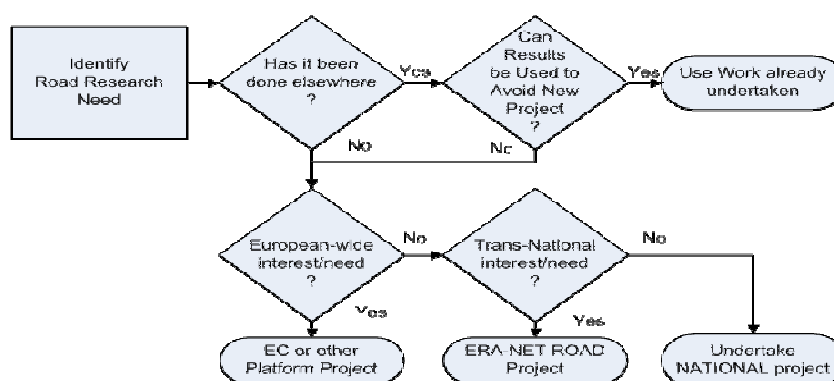 Identify
Road Research
Need
Has it been
done elsewhere
?
Yes
Can
Results
be Used to
Avoid New
Project
?
Yes
Use Work already
undertaken
No
No
European-wide
interest/need
?
No
Trans-National
interest/need
?
No
Yes
Yes
EC or other
Platform Project
ERA-NET ROAD
Project
Undertake
NATIONAL project